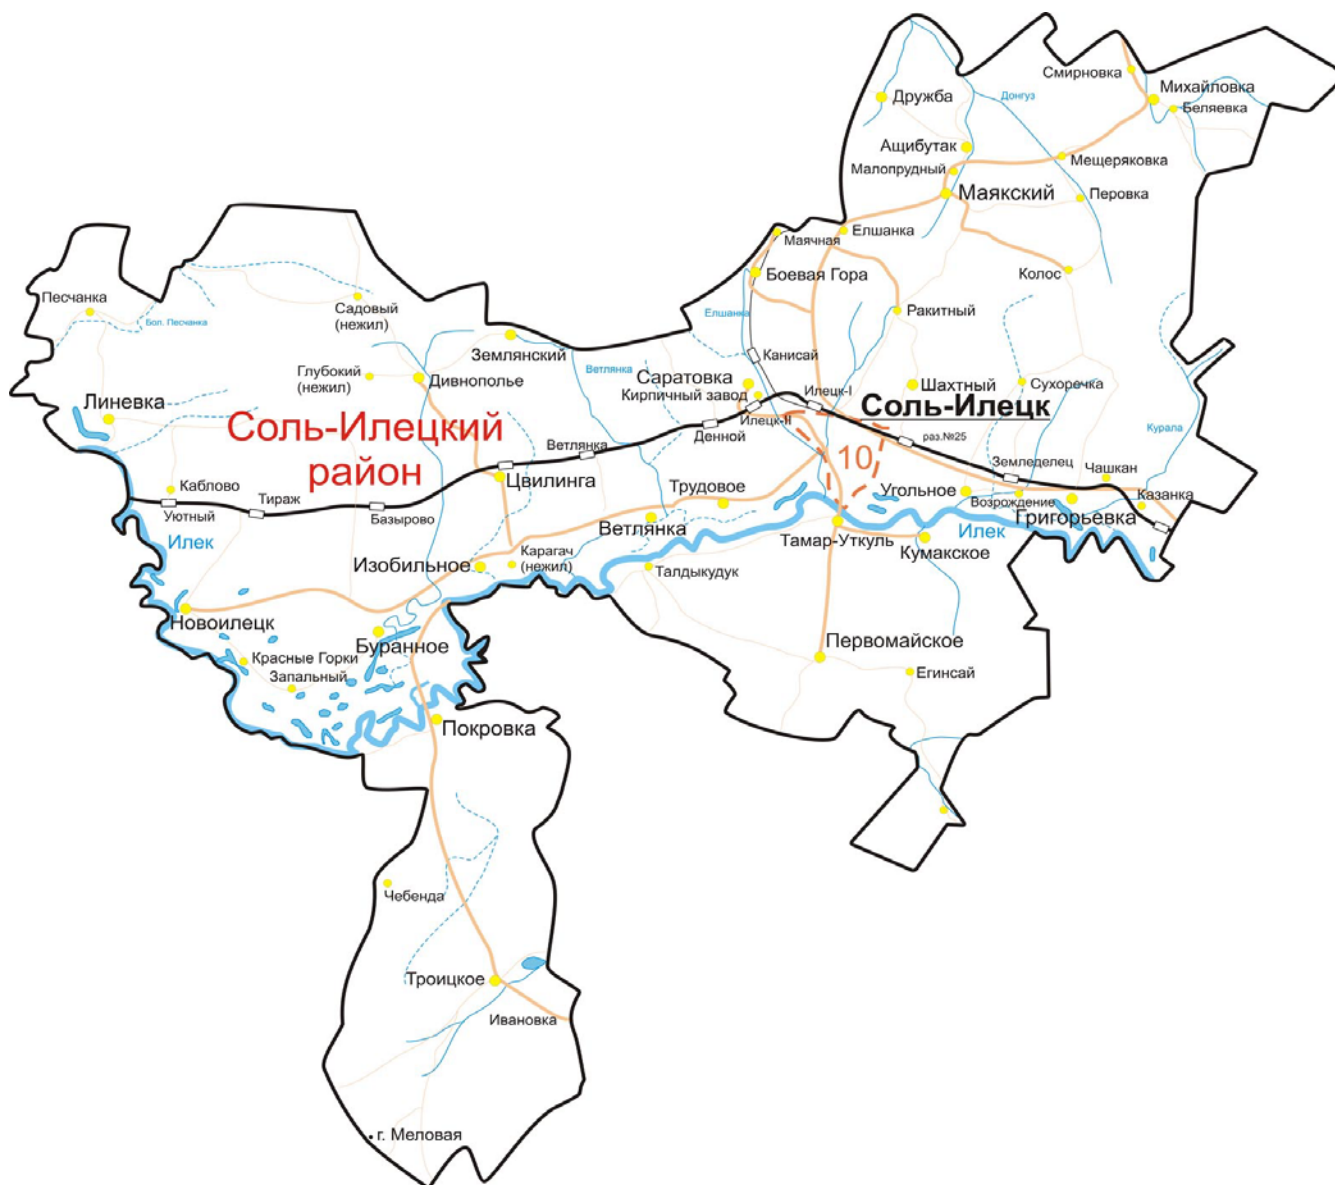 Смирновка
Михайловка
Беляевка
Дружба
Донгуз
Ащибутак
Малопрудный
Мещеряковка
Маякский
Перовка
Маячная
Елшанка
Боевая Гора
Колос
Песчанка
Садовый
(нежил)
Бол. Песчанка
Елшанка
Ракитный
Землянский
Канисай
Глубокий
(нежил)
Дивнополье
Ветлянка
Саратовка
Кирпичный завод
Илецк-I
Шахтный
Сухоречка
Линевка
Соль-Илецк
Соль-Илецкий
район
Илецк-II
Денной
Ветлянка
раз.№25
Курала
10
Земледелец
Чашкан
Каблово
Тираж
Цвилинга
Трудовое
Угольное
Возрождение
Казанка
Уютный
Базырово
Григорьевка
Ветлянка
Илек
Тамар-Уткуль
Илек
Кумакское
Изобильное
Карагач
(нежил)
Талдыкудук
Новоилецк
Буранное
Первомайское
Красные Горки
Запальный
Егинсай
Покровка
Чебенда
Троицкое
Ивановка
г. Меловая